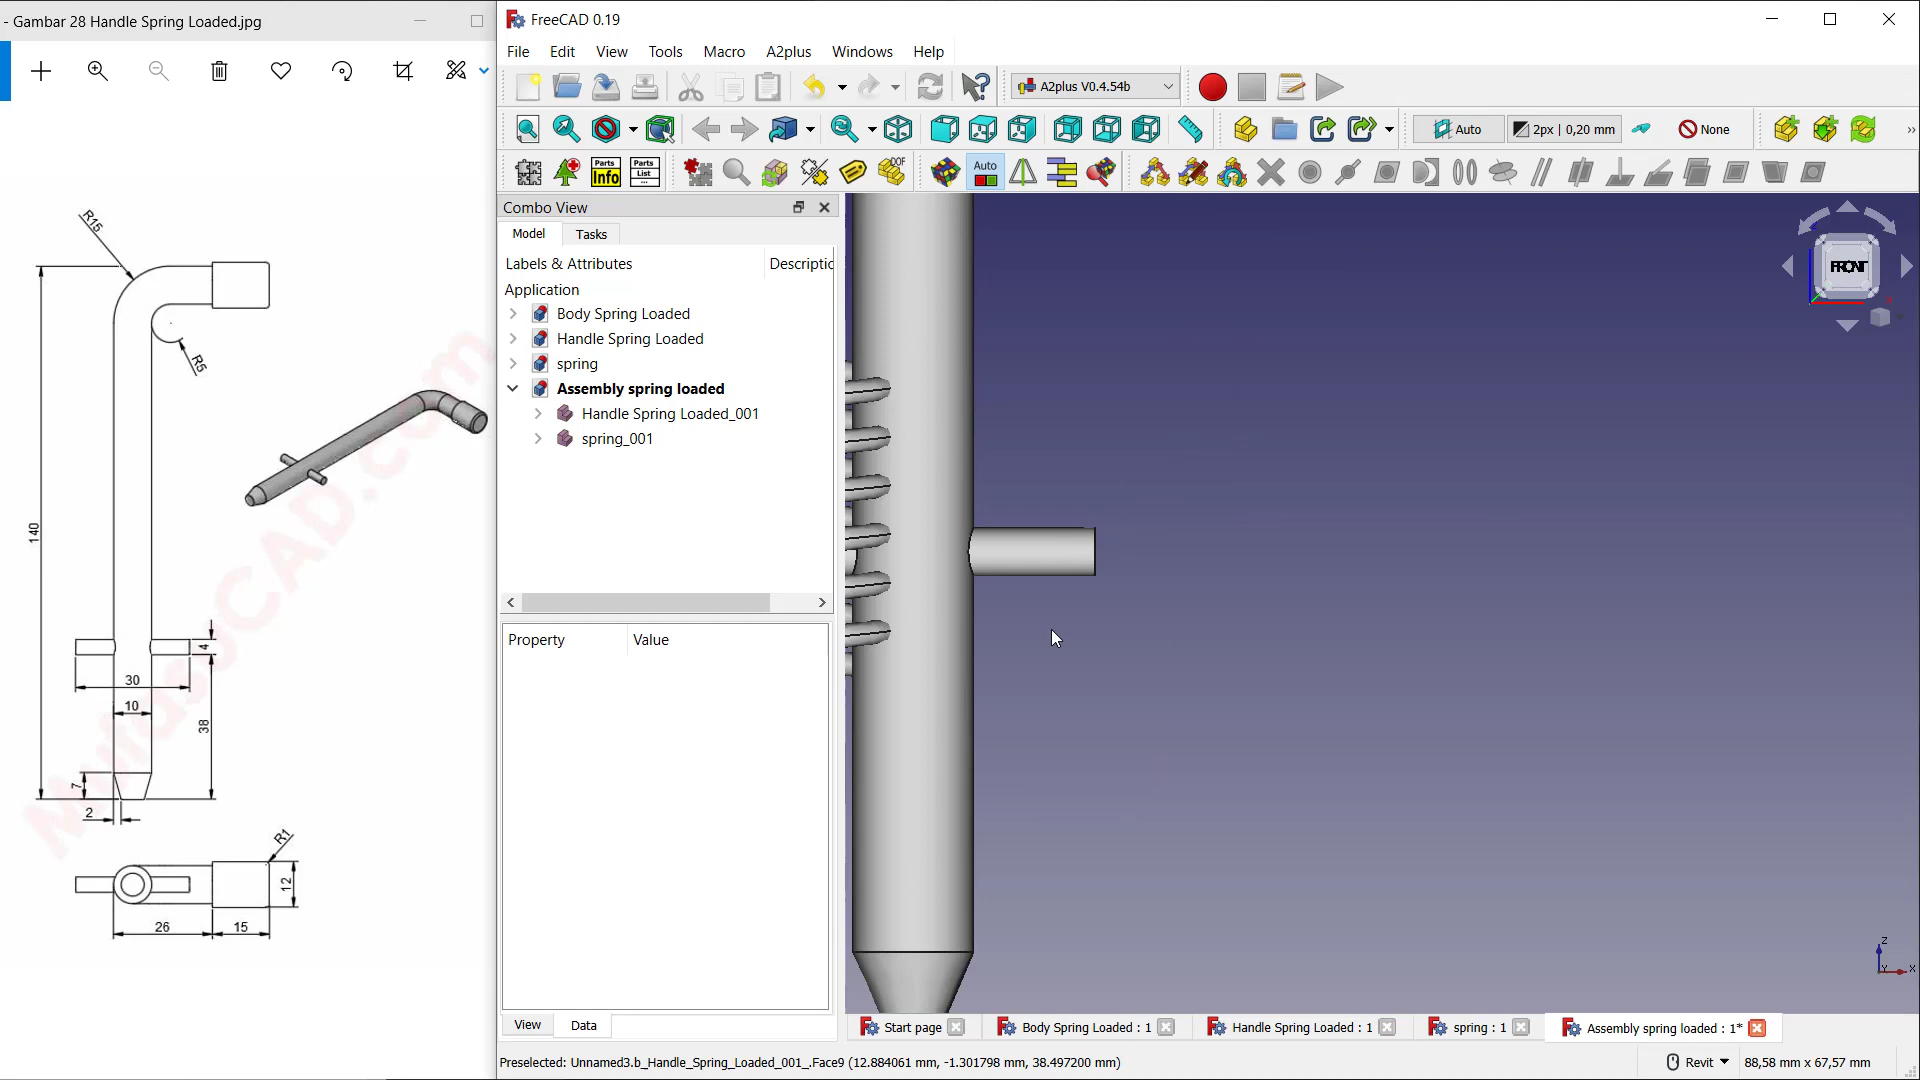 - Gambar 28 Handle Spring Loaded.jpg
FreeCAD 0.19
File Edit View Tools Macro A2plus Windows Help
A2plus V0.4.54b
Auto
2px | 0,20 mm
None
Parts Info
Parts List
DOF
Auto
Combo View
Model
Tasks
Labels & Attributes
Descriptic
Application
Body Spring Loaded
Handle Spring Loaded
spring
Assembly spring loaded
Handle Spring Loaded_001
spring_001
Property
Value
View
Data
R15
R5
140
4
30
10
38
7
2
R1
12
26
15
MufasuCAD.com
FRONT
Z
Y
X
Start page
Body Spring Loaded : 1
Handle Spring Loaded : 1
spring : 1
Assembly spring loaded : 1*
Preselected: Unnamed3.b_Handle_Spring_Loaded_001_.Face9 (12.884061 mm, -1.301798 mm, 38.497200 mm)
Revit
88,58 mm x 67,57 mm